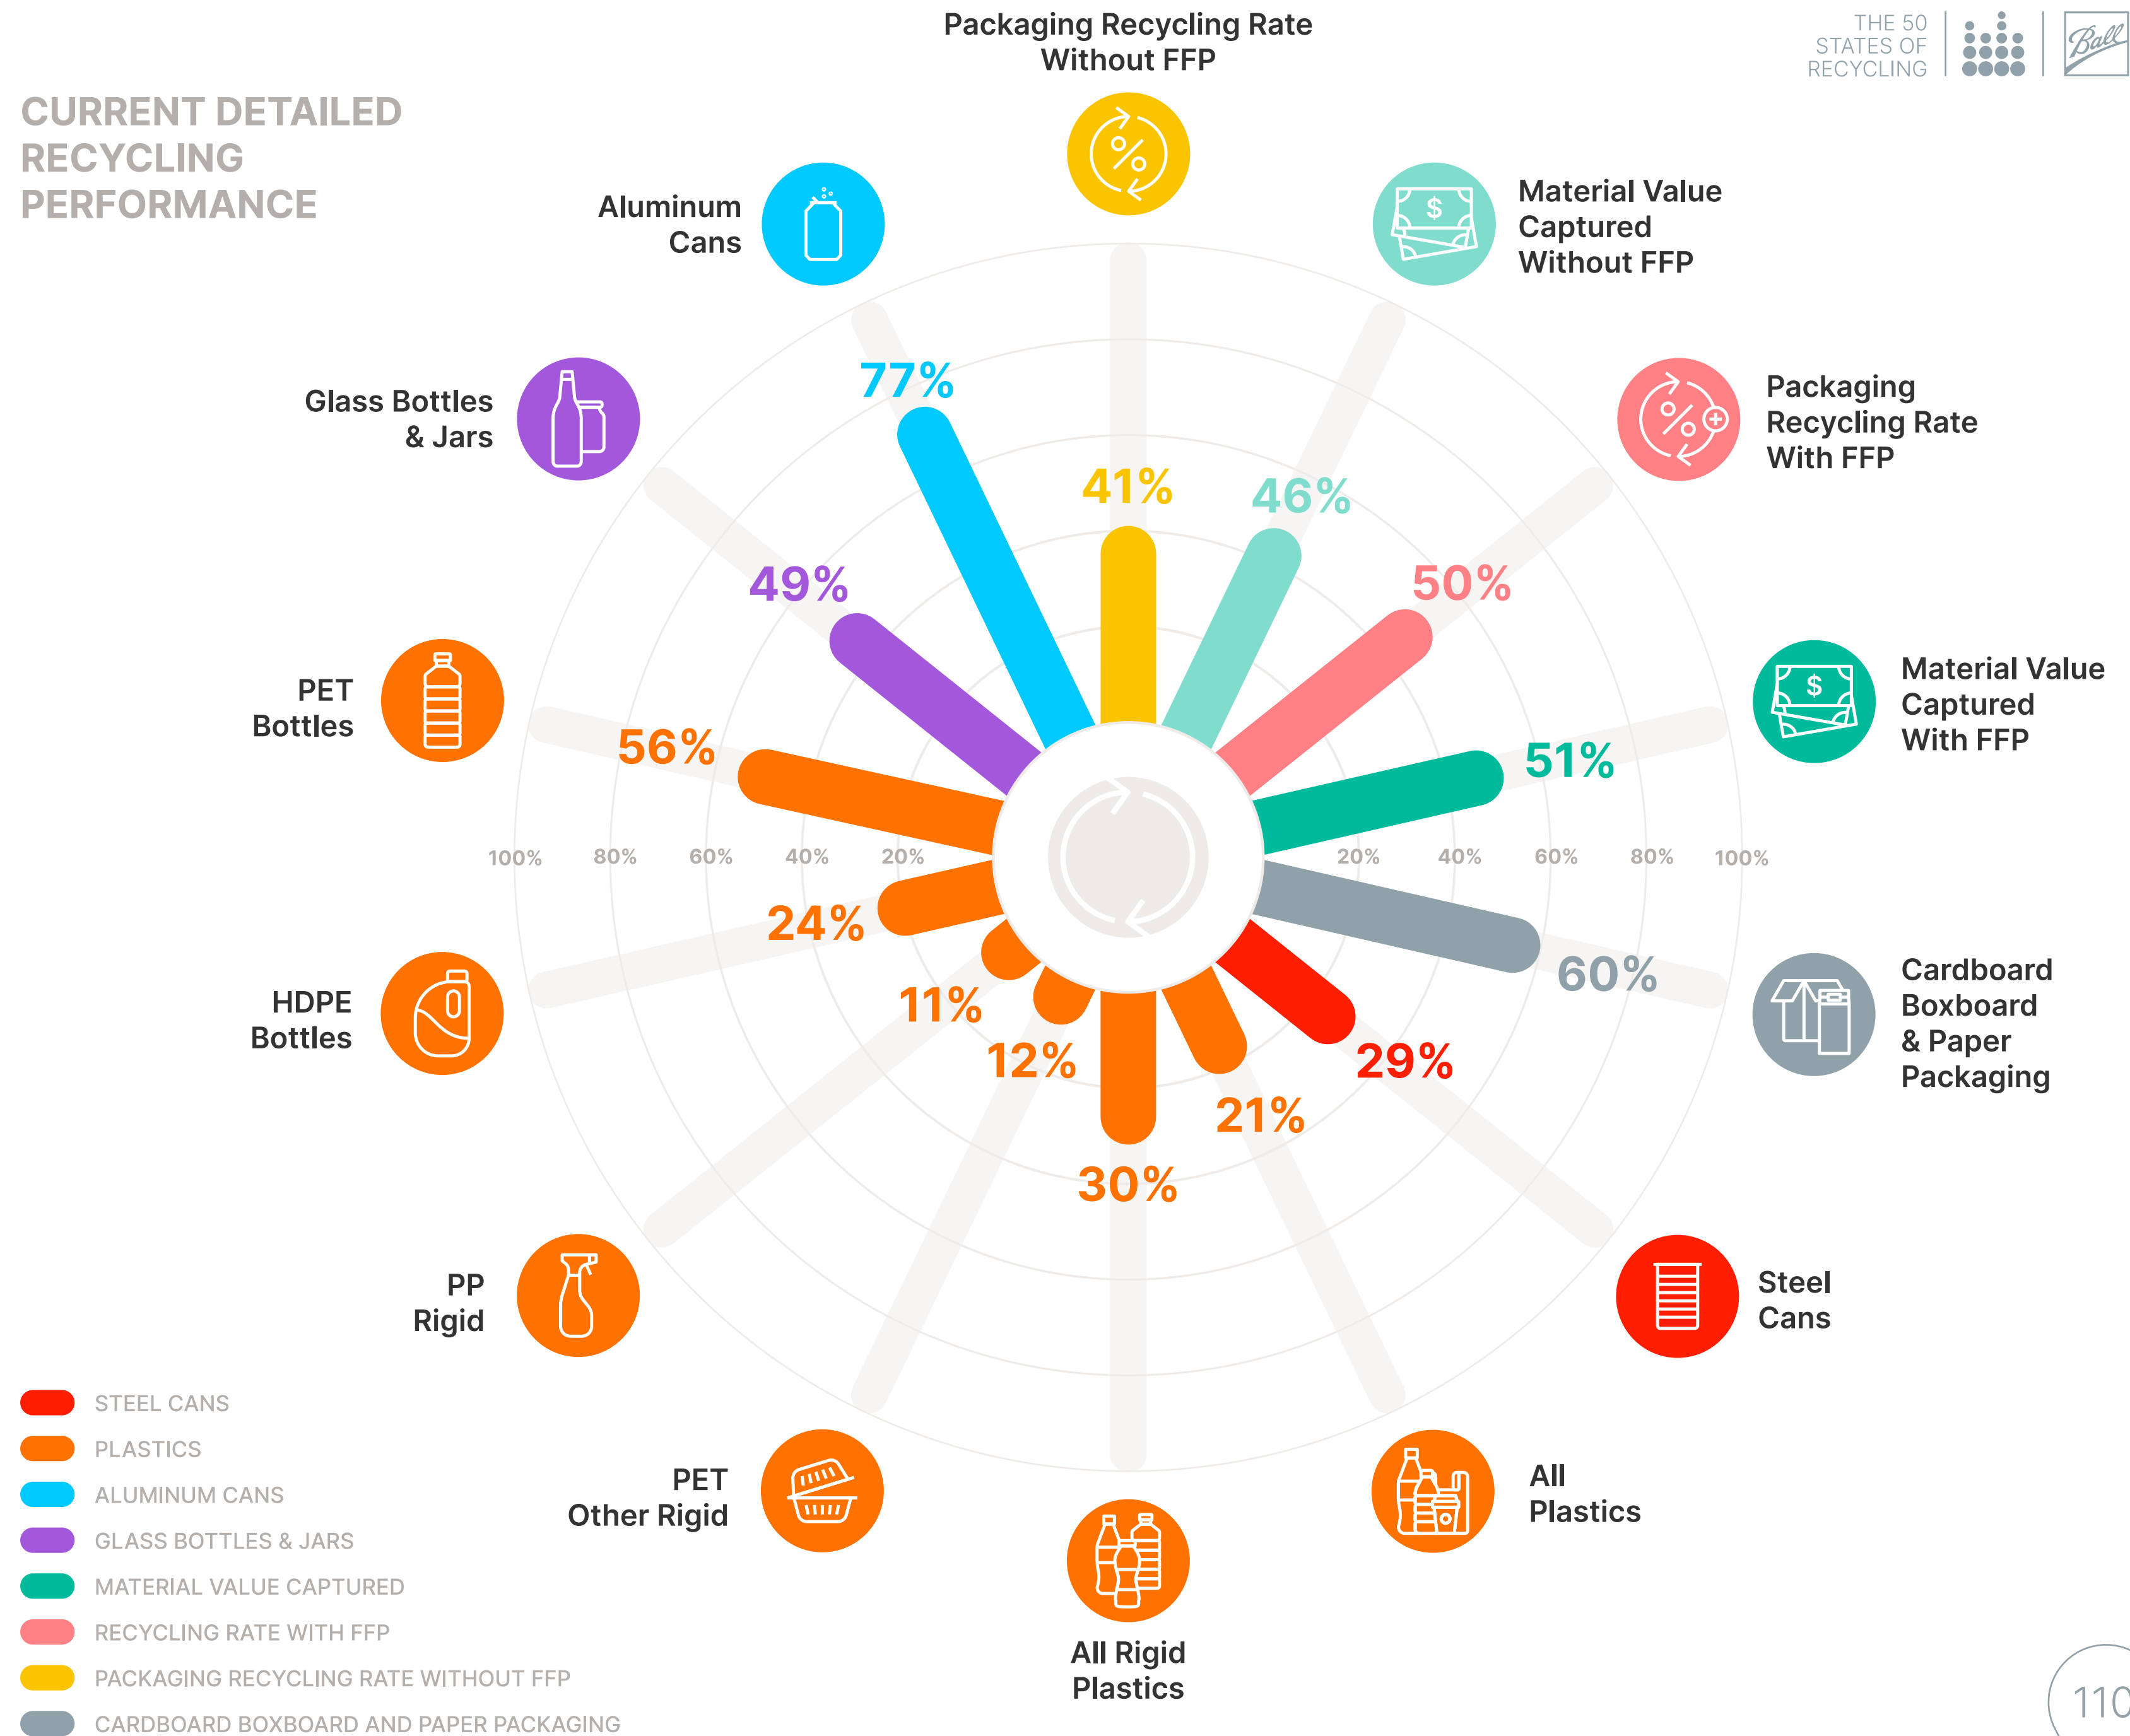 Packaging Recycling Rate
Without FFP
THE 50
STATES OF
RECYCLING
Ball
CURRENT DETAILED
RECYCLING
PERFORMANCE
%
Aluminum
Cans
$
Material Value
Captured
Without FFP
Glass Bottles
& Jars
77%
%
Packaging
Recycling Rate
With FFP
41%
46%
49%
50%
PET
Bottles
56%
51%
$
Material Value
Captured
With FFP
100%
80%
60%
40%
20%
20%
40%
60%
80%
100%
24%
60%
HDPE
Bottles
11%
12%
29%
Cardboard
Boxboard
& Paper
Packaging
21%
30%
PP
Rigid
Steel
Cans
PET
Other Rigid
All
Plastics
All Rigid
Plastics
STEEL CANS
PLASTICS
ALUMINUM CANS
GLASS BOTTLES & JARS
MATERIAL VALUE CAPTURED
RECYCLING RATE WITH FFP
PACKAGING RECYCLING RATE WITHOUT FFP
CARDBOARD BOXBOARD AND PAPER PACKAGING
110